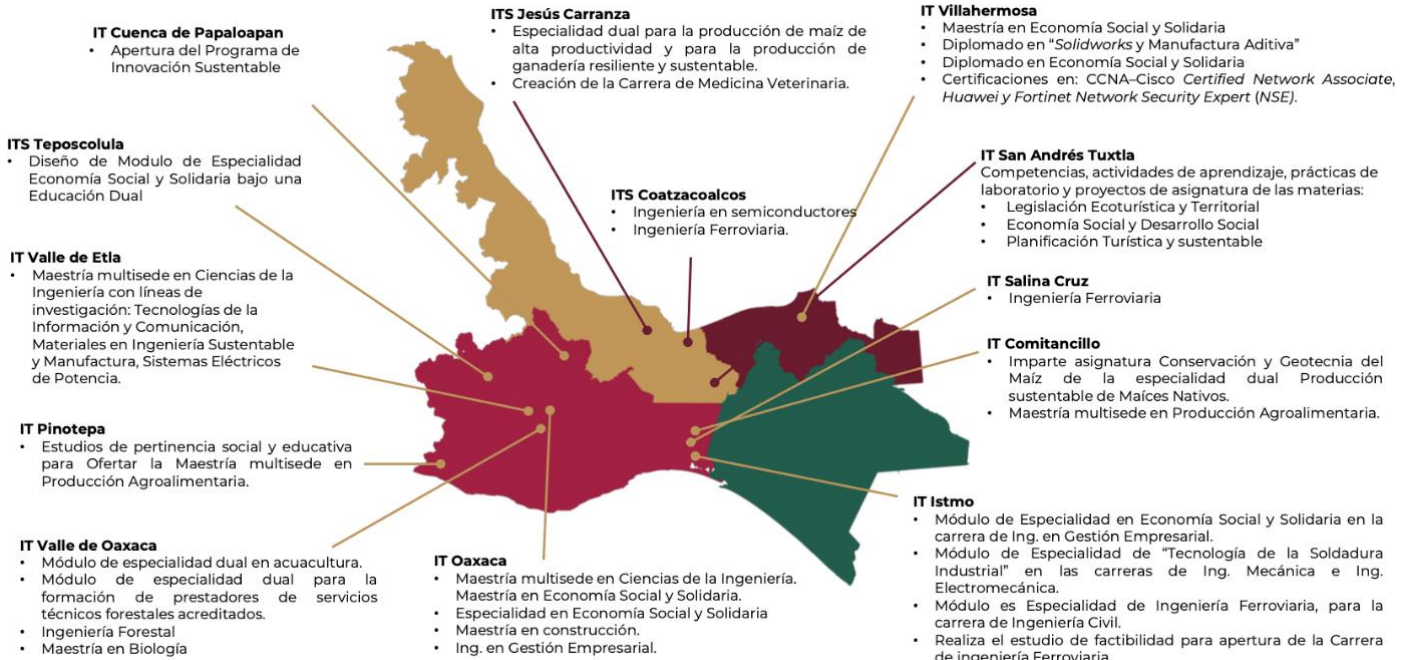 IT Cuenca de Papaloapan
• Apertura del Programa de
Innovación Sustentable
ITS Jesús Carranza
• Especialidad dual para la producción de maíz de
alta productividad y para la producción de
ganadería resiliente y sustentable.
• Creación de la Carrera de Medicina Veterinaria.
IT Villahermosa
• Maestría en Economía Social y Solidaria
• Diplomado en “Solidworks y Manufactura Aditiva”
• Diplomado en Economía Social y Solidaria
• Certificaciones en: CCNA–Cisco Certified Network Associate,
Huawei y Fortinet Network Security Expert (NSE).
ITS Teposcolula
• Diseño de Modulo de Especialidad
Economía Social y Solidaria bajo una
Educación Dual
ITS Coatzacoalcos
• Ingeniería en semiconductores
• Ingeniería Ferroviaria.
IT San Andrés Tuxtla
Competencias, actividades de aprendizaje, prácticas de
laboratorio y proyectos de asignatura de las materias:
• Legislación Ecoturística y Territorial
• Economía Social y Desarrollo Social
• Planificación Turística y sustentable
IT Valle de Etla
• Maestría multisede en Ciencias de la
Ingeniería con líneas de
investigación: Tecnologías de la
Información y Comunicación,
Materiales en Ingeniería Sustentable
y Manufactura, Sistemas Eléctricos
de Potencia.
IT Salina Cruz
• Ingeniería Ferroviaria
IT Comitancillo
• Imparte asignatura Conservación y Geotecnia del
Maíz de la especialidad dual Producción
sustentable de Maíces Nativos.
• Maestría multisede en Producción Agroalimentaria.
IT Pinotepa
• Estudios de pertinencia social y educativa
para Ofertar la Maestría multisede en
Producción Agroalimentaria.
IT Valle de Oaxaca
• Módulo de especialidad dual en acuacultura.
• Módulo de especialidad dual para la
formación de prestadores de servicios
técnicos forestales acreditados.
• Ingeniería Forestal
• Maestría en Biología
IT Oaxaca
• Maestría multisede en Ciencias de la Ingeniería.
Maestría en Economía Social y Solidaria.
• Especialidad en Economía Social y Solidaria
• Maestría en construcción.
• Ing. en Gestión Empresarial.
IT Istmo
• Módulo de Especialidad en Economía Social y Solidaria en la
carrera de Ing. en Gestión Empresarial.
• Módulo de Especialidad de “Tecnología de la Soldadura
Industrial” en las carreras de Ing. Mecánica e Ing.
Electromecánica.
• Módulo es Especialidad de Ingeniería Ferroviaria, para la
carrera de Ingeniería Civil.
• Realiza el estudio de factibilidad para apertura de la Carrera
de ingeniería Ferroviaria